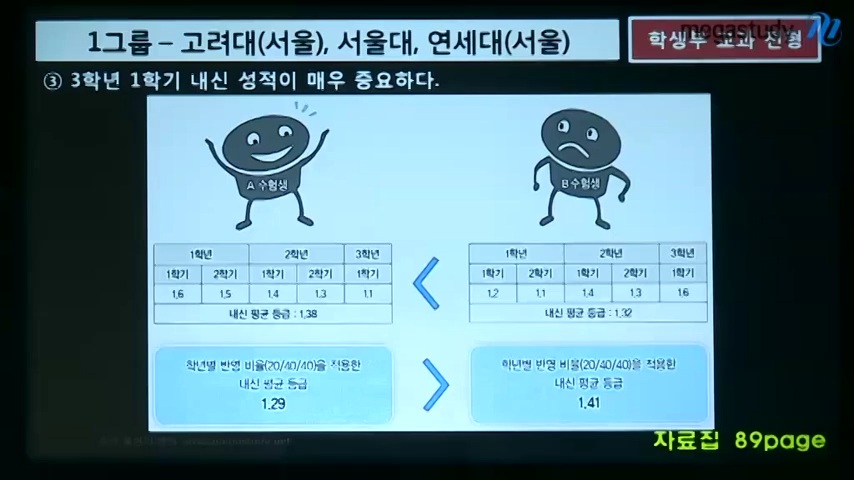 1그룹 – 고려대(서울), 서울대, 연세대(서울)
학생부 교과 전형
megastudy
③ 3학년 1학기 내신 성적이 매우 중요하다.
A 수험생
B 수험생
1학년 2학년 3학년
1학기 2학기 1학기 2학기 1학기
1.6 1.5 1.4 1.3 1.1
내신 평균 등급 : 1.38
1학년 2학년 3학년
1학기 2학기 1학기 2학기 1학기
1.2 1.1 1.4 1.3 1.6
내신 평균 등급 : 1.32
학년별 반영 비율(20/40/40)을 적용한
내신 평균 등급
1.29
학년별 반영 비율(20/40/40)을 적용한
내신 평균 등급
1.41
자료집 89page